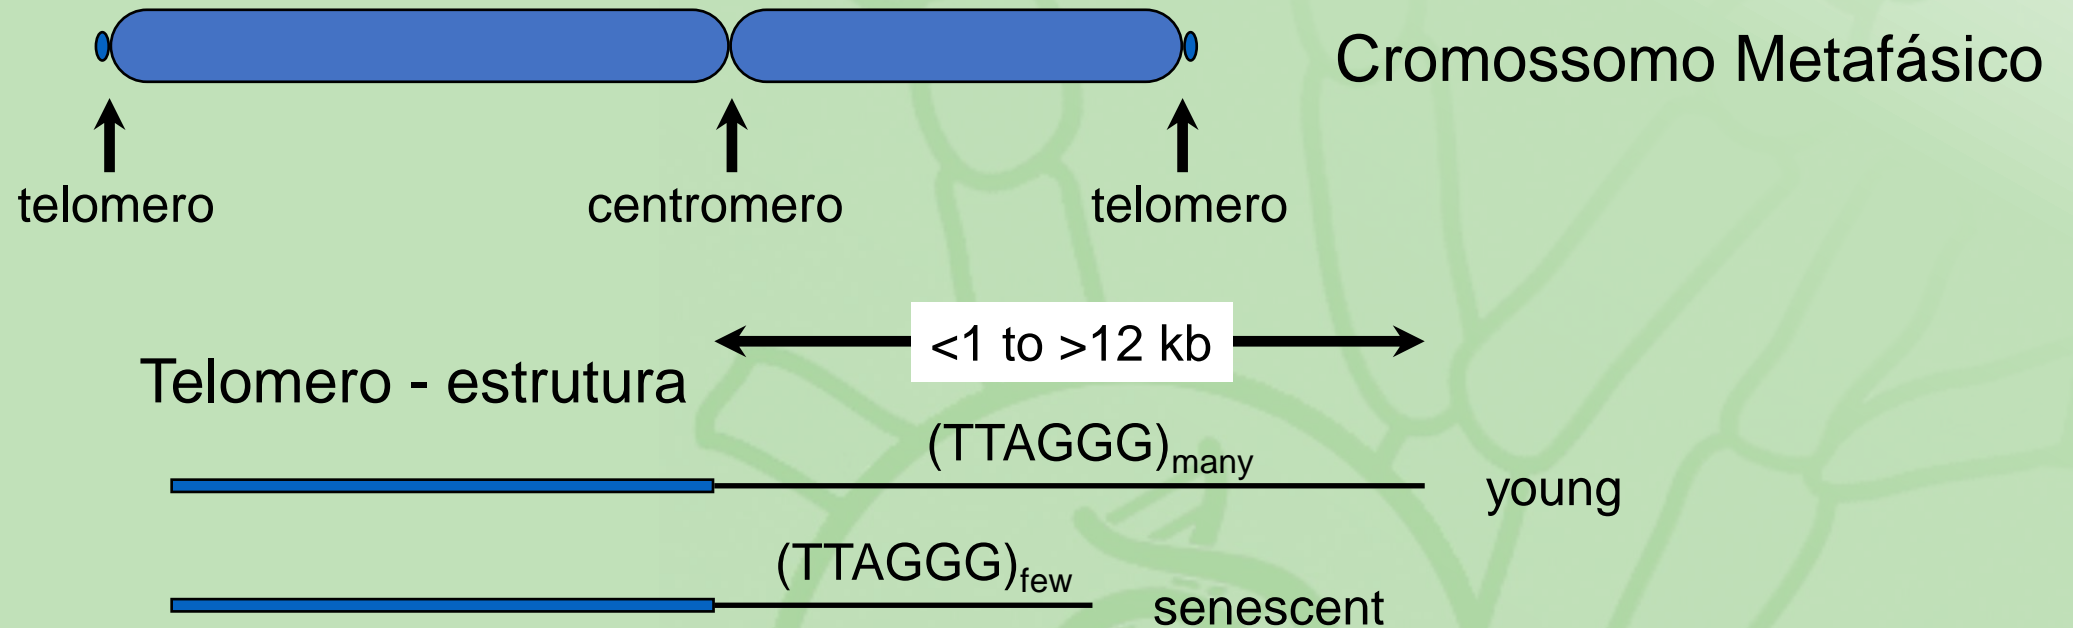 Cromossomo Metafásico
telomero centromero telomero
<1 to >12 kb
Telomero - estrutura
(TTAGGG)many
young
(TTAGGG)few
senescent